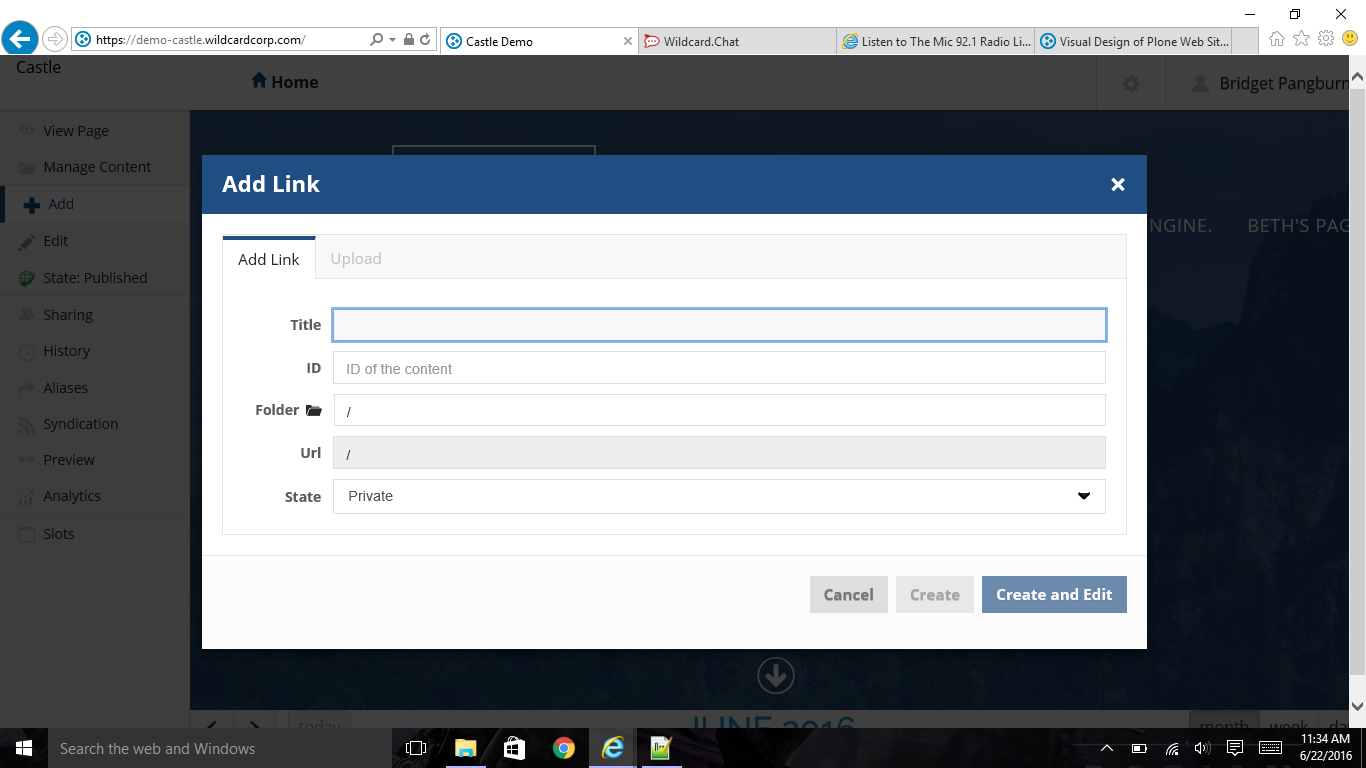 https://demo-castle.wildcardcorp.com/
Castle Demo
Wildcard.Chat
Listen to The Mic 92.1 Radio Li...
Visual Design of Plone Web Sit...
Castle
Home
Bridget Pangburn
View Page
Manage Content
Add
Edit
State: Published
Sharing
History
Aliases
Syndication
Preview
Analytics
Slots
NGINE.
BETH'S PAG
Add Link
Add Link
Upload
Title
ID
ID of the content
Folder
/
Url
/
State
Private
Cancel
Create
Create and Edit
today
JUNE 2016
month
week
da
Search the web and Windows
11:34 AM
6/22/2016